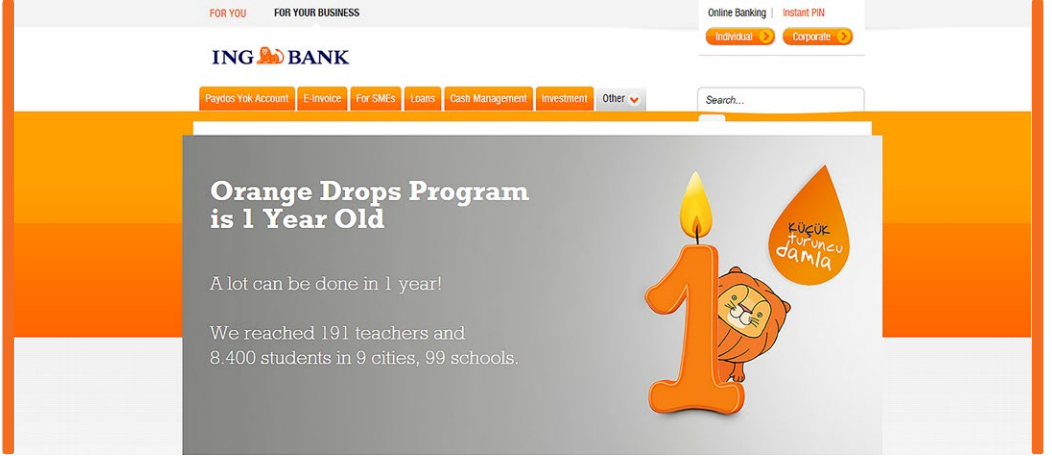 FOR YOU FOR YOUR BUSINESS
Online Banking | Instant PIN
Individual Corporate
ING BANK
Paydos Yok Account E-Invoice For SMEs Loans Cash Management Investment Other
Search...
Orange Drops Program
is 1 Year Old
A lot can be done in 1 year!
We reached 191 teachers and
8.400 students in 9 cities, 99 schools.
1
küçük
turuncu
damla